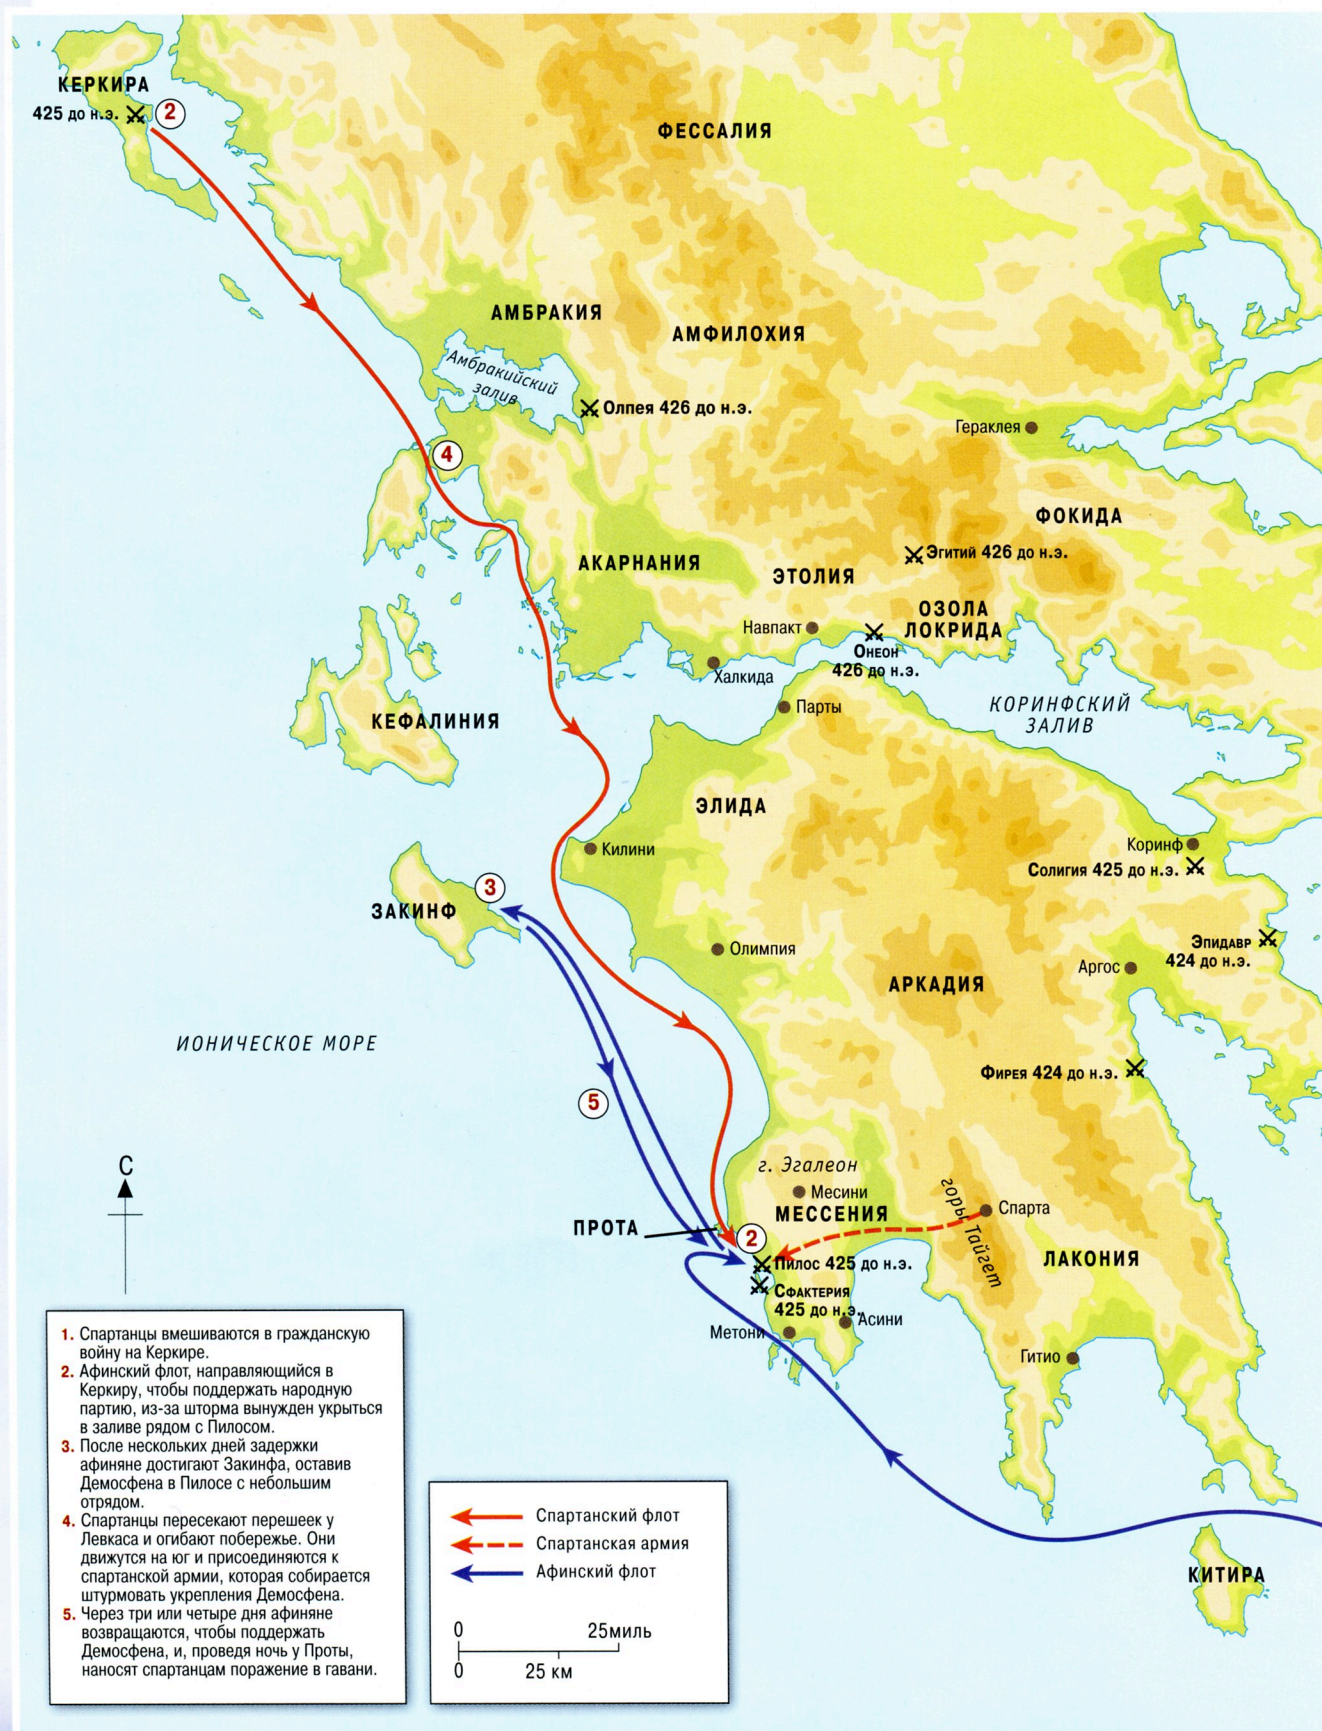 КЕРКИРА
425 до н.э.
2
ФЕССАЛИЯ
АМБРАКИЯ
АМФИЛОХИЯ
Амбракийский
залив
Олпея 426 до н.э.
Гераклея
4
ФОКИДА
Эгитий 426 до н.э.
АКАРНАНИЯ
ЭТОЛИЯ
ОЗОЛА
ЛОКРИДА
Навпакт
Онеон
426 до н.э.
Халкида
Парты
КОРИНФСКИЙ
ЗАЛИВ
КЕФАЛИНИЯ
ЭЛИДА
Килини
Коринф
Солигия 425 до н.э.
3
ЗАКИНФ
Олимпия
Эпидавр
424 до н.э.
Аргос
АРКАДИЯ
ИОНИЧЕСКОЕ МОРЕ
Фирея 424 до н.э.
5
С
г. Эгалеон
Месини
МЕССЕНИЯ
горы Тайгет
Спарта
ПРОТА
2
Пилос 425 до н.э.
ЛАКОНИЯ
Сфактерия
425 до н.э.
Метони
Асини
Гитио
КИТИРА
1. Спартанцы вмешиваются в гражданскую
войну на Керкире.
2. Афинский флот, направляющийся в
Керкиру, чтобы поддержать народную
партию, из-за шторма вынужден укрыться
в заливе рядом с Пилосом.
3. После нескольких дней задержки
афиняне достигают Закинфа, оставив
Демосфена в Пилосе с небольшим
отрядом.
4. Спартанцы пересекают перешеек у
Левкаса и огибают побережье. Они
движутся на юг и присоединяются к
спартанской армии, которая собирается
штурмовать укрепления Демосфена.
5. Через три или четыре дня афиняне
возвращаются, чтобы поддержать
Демосфена, и, проведя ночь у Проты,
наносят спартанцам поражение в гавани.
Спартанский флот
Спартанская армия
Афинский флот
0 25миль
0 25 км